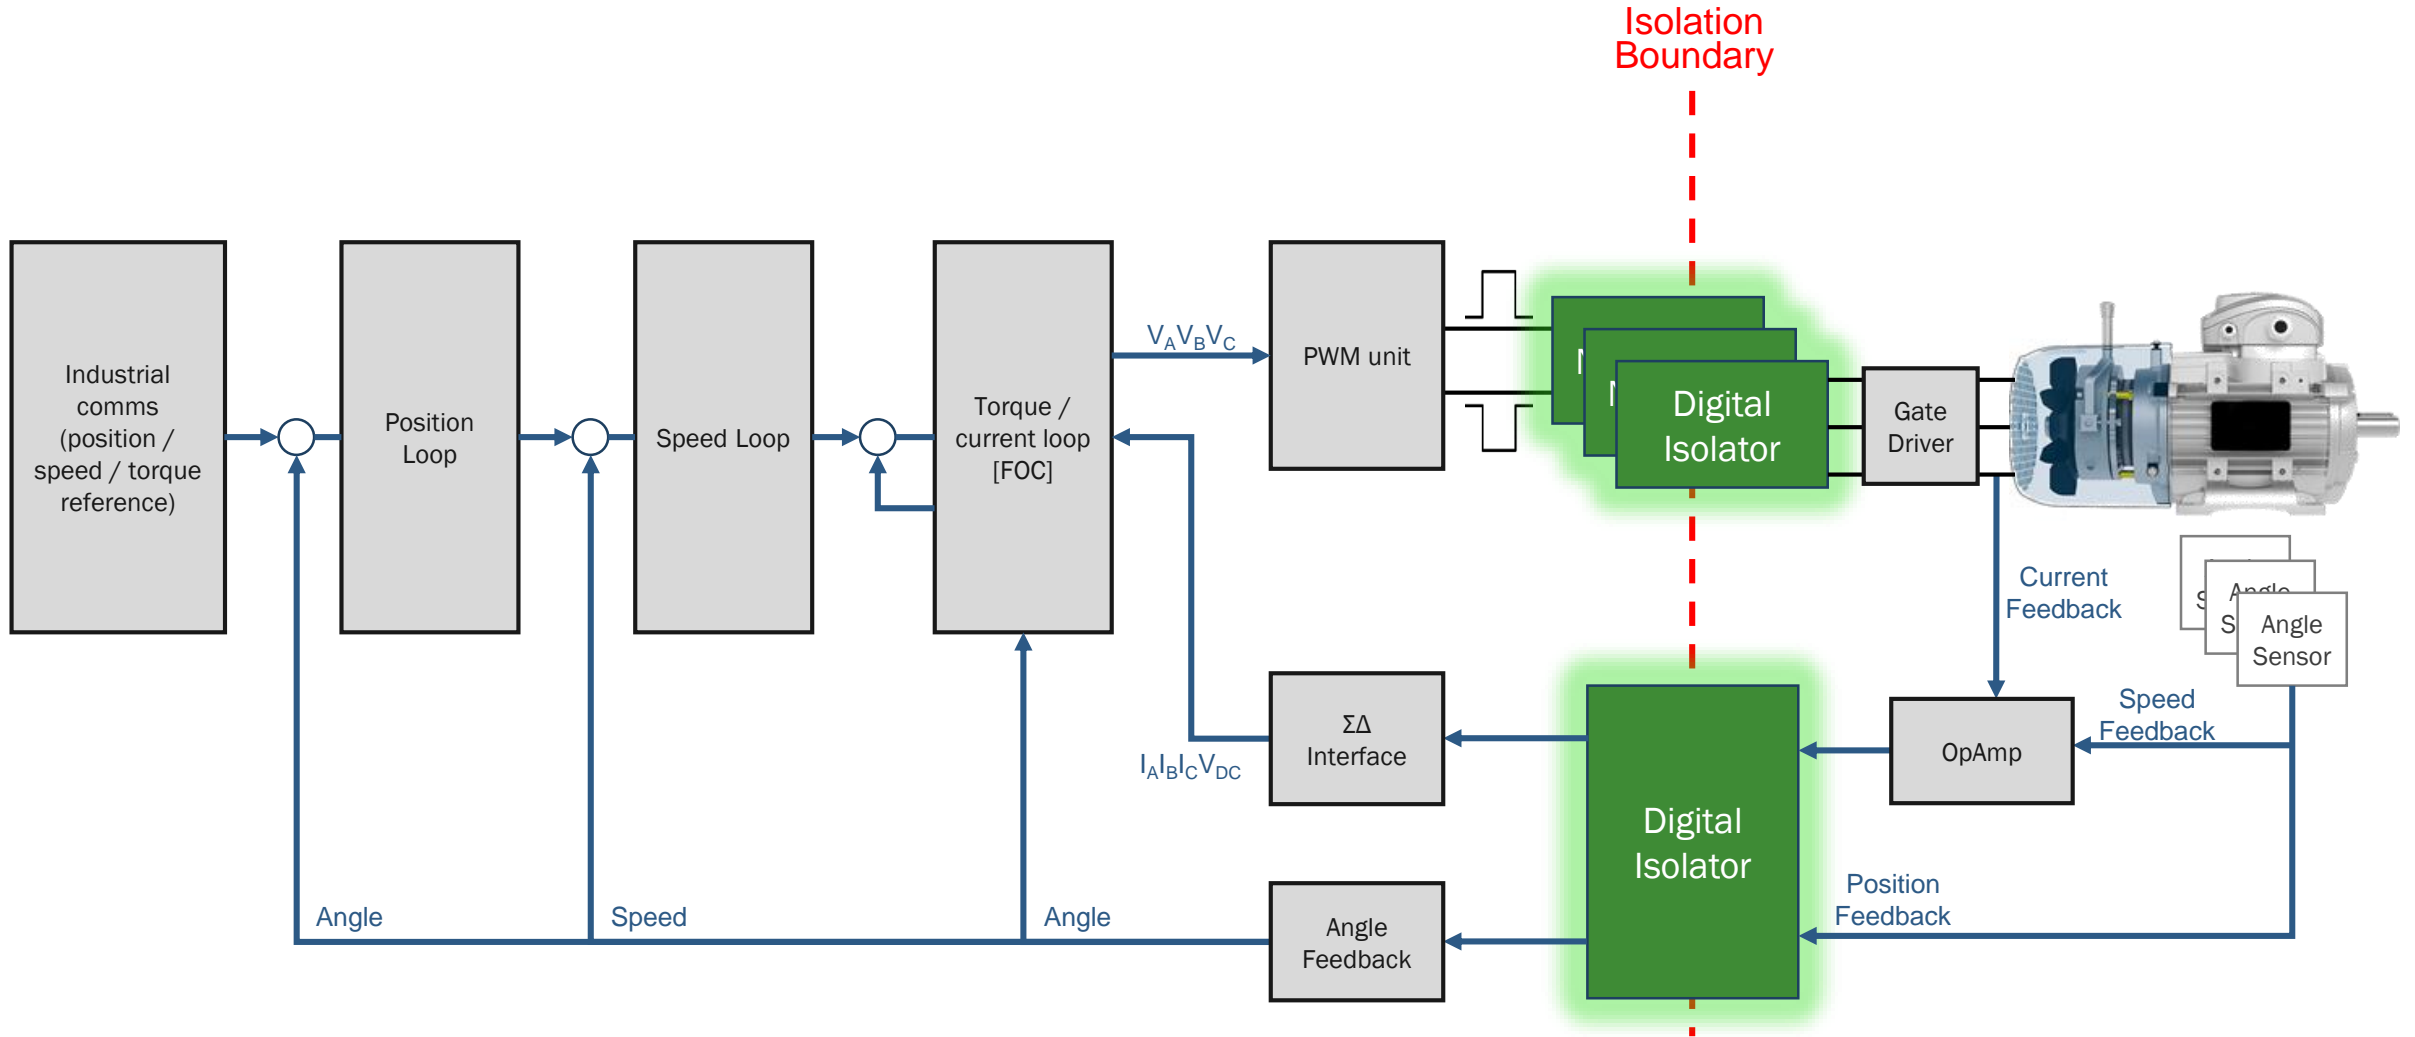 Isolation
Boundary
Industrial
comms
(position /
speed / torque
reference)
Position
Loop
Speed Loop
Torque /
current loop
[FOC]
VAVBVC
PWM unit
Digital
Isolator
Gate
Driver
Current
Feedback
Angle
Angle
Sensor
Speed
Feedback
ΣΔ
Interface
IAIBICVDC
OpAmp
Digital
Isolator
Position
Feedback
Angle
Speed
Angle
Angle
Feedback